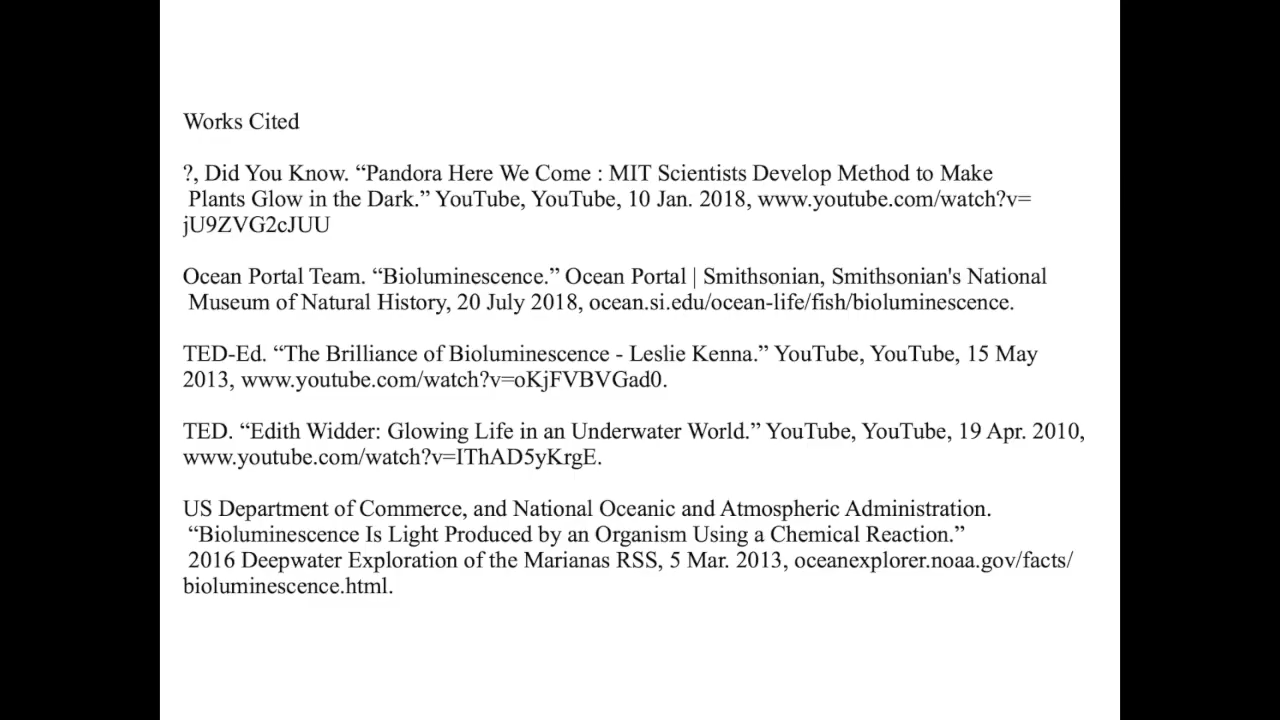 Works Cited
?, Did You Know. “Pandora Here We Come : MIT Scientists Develop Method to Make
Plants Glow in the Dark.” YouTube, YouTube, 10 Jan. 2018, www.youtube.com/watch?v=
jU9ZVG2cJUU
Ocean Portal Team. “Bioluminescence.” Ocean Portal | Smithsonian, Smithsonian's National
Museum of Natural History, 20 July 2018, ocean.si.edu/ocean-life/fish/bioluminescence.
TED-Ed. “The Brilliance of Bioluminescence - Leslie Kenna.” YouTube, YouTube, 15 May
2013, www.youtube.com/watch?v=oKjFVBVGad0.
TED. “Edith Widder: Glowing Life in an Underwater World.” YouTube, YouTube, 19 Apr. 2010,
www.youtube.com/watch?v=IThAD5yKrgE.
US Department of Commerce, and National Oceanic and Atmospheric Administration.
“Bioluminescence Is Light Produced by an Organism Using a Chemical Reaction.”
2016 Deepwater Exploration of the Marianas RSS, 5 Mar. 2013, oceanexplorer.noaa.gov/facts/
bioluminescence.html.